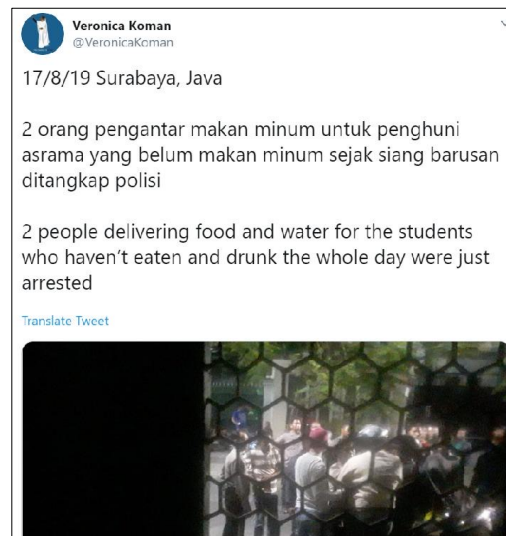 Veronica Koman
@VeronicaKoman
17/8/19 Surabaya, Java
2 orang pengantar makan minum untuk penghuni
asrama yang belum makan minum sejak siang barusan
ditangkap polisi
2 people delivering food and water for the students
who haven't eaten and drunk the whole day were just
arrested
Translate Tweet